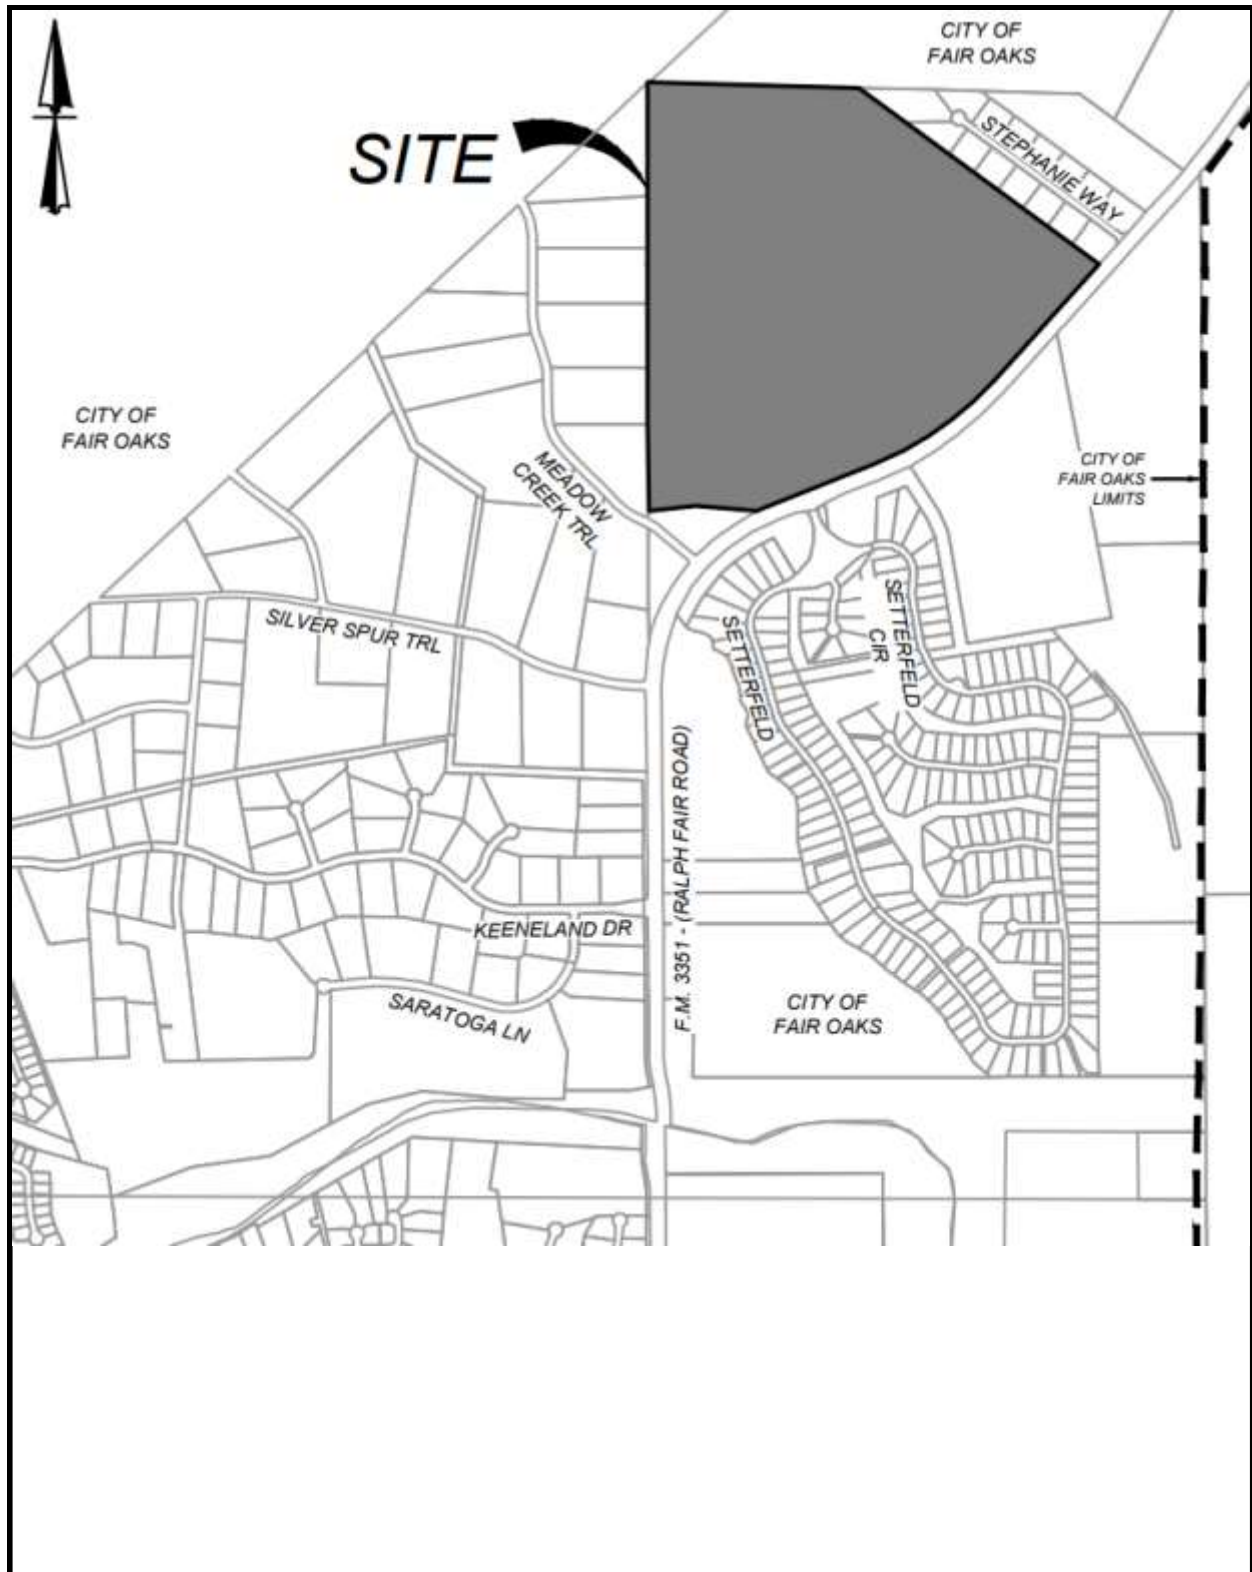 CITY OF
FAIR OAKS
SITE
STEPHANIE WAY
CITY OF
FAIR OAKS
MEADOW
CREEK TRL
CITY OF
FAIR OAKS
LIMITS
SILVER SPUR TRL
SETTERFELD
SETTERFELD
CIR
F.M. 3351 - (RALPH FAIR ROAD)
KEENELAND DR
SARATOGA LN
CITY OF
FAIR OAKS